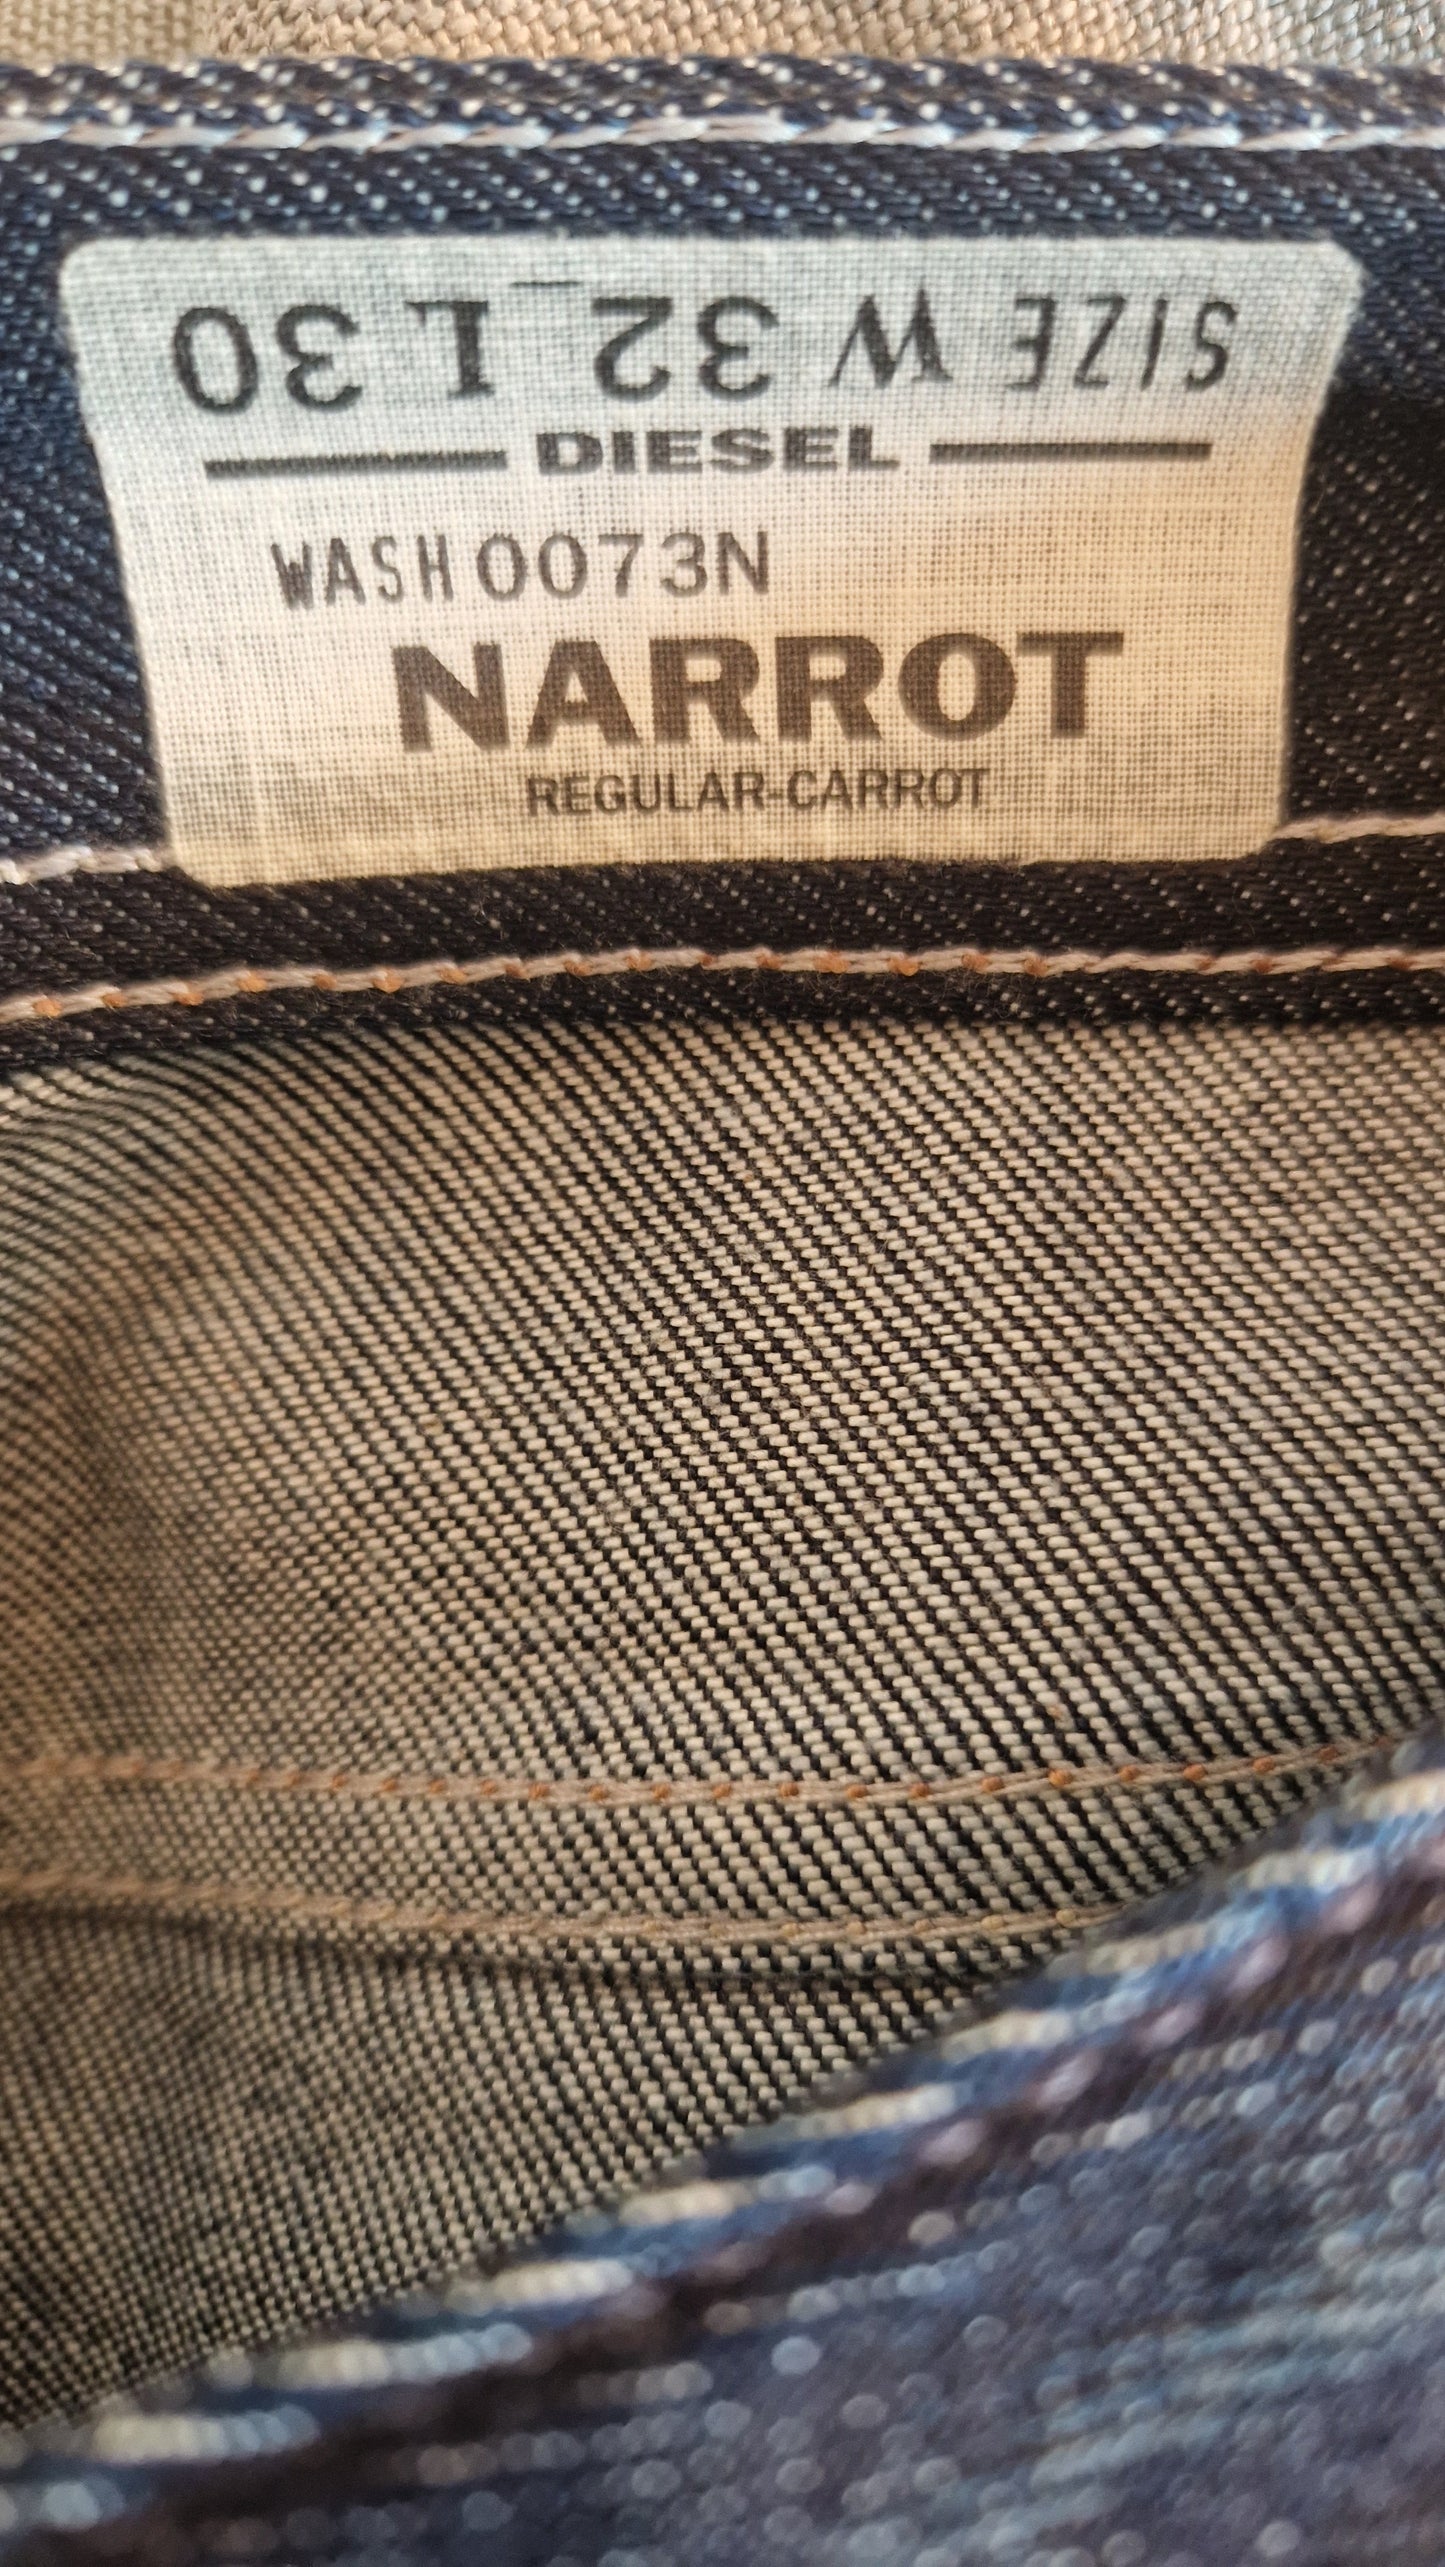 SIZE W 32 L 30
DIESEL
WASH 0073N
NARROT
REGULAR-CARROT